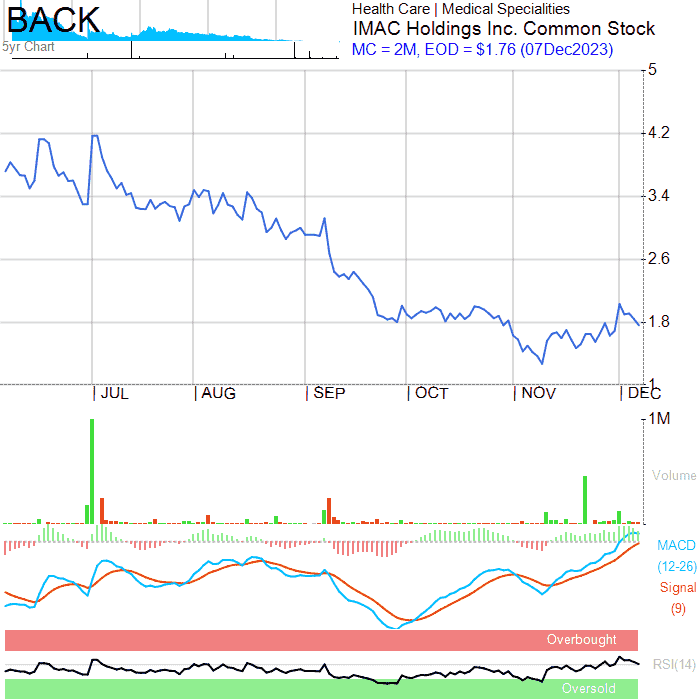 BACK
5yr Chart
Health Care | Medical Specialities
IMAC Holdings Inc. Common Stock
MC = 2M, EOD = $1.76 (07Dec2023)
5
4.2
3.4
2.6
1.8
1
JUL AUG SEP OCT NOV DEC
1M
Volume
MACD
(12-26)
Signal
(9)
Overbought
RSI(14)
Oversold